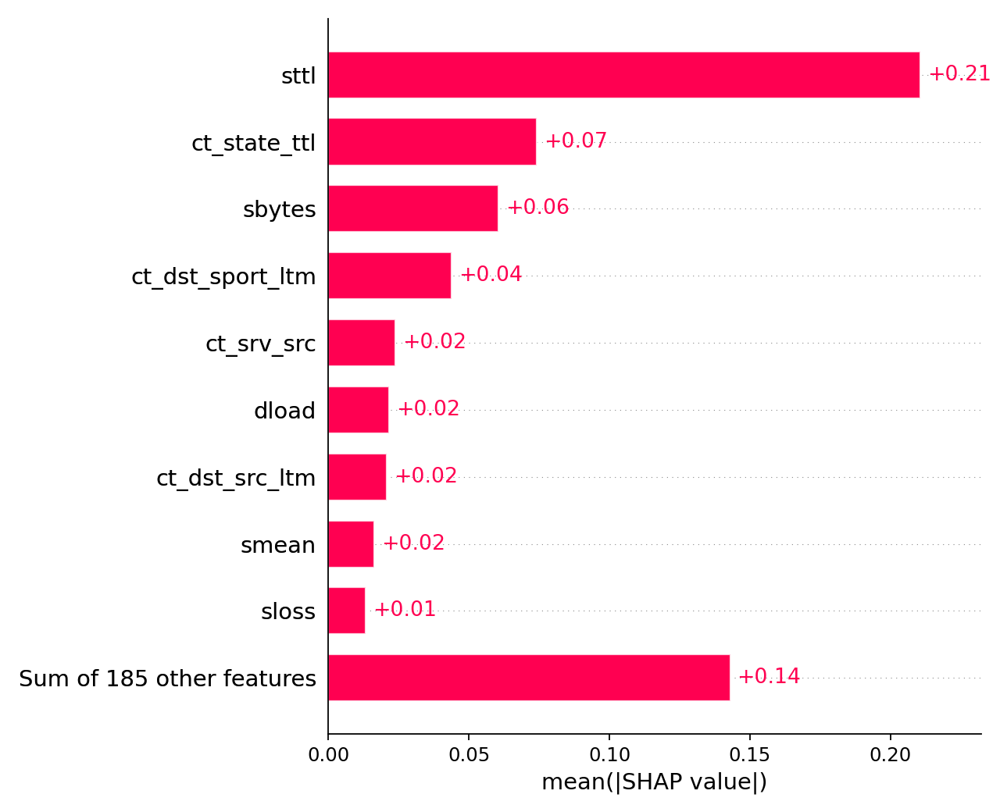 sttl +0.21
ct_state_ttl +0.07
sbytes +0.06
ct_dst_sport_ltm +0.04
ct_srv_src +0.02
dload +0.02
ct_dst_src_ltm +0.02
smean +0.02
sloss +0.01
Sum of 185 other features +0.14
0.00 0.05 0.10 0.15 0.20
mean(|SHAP value|)